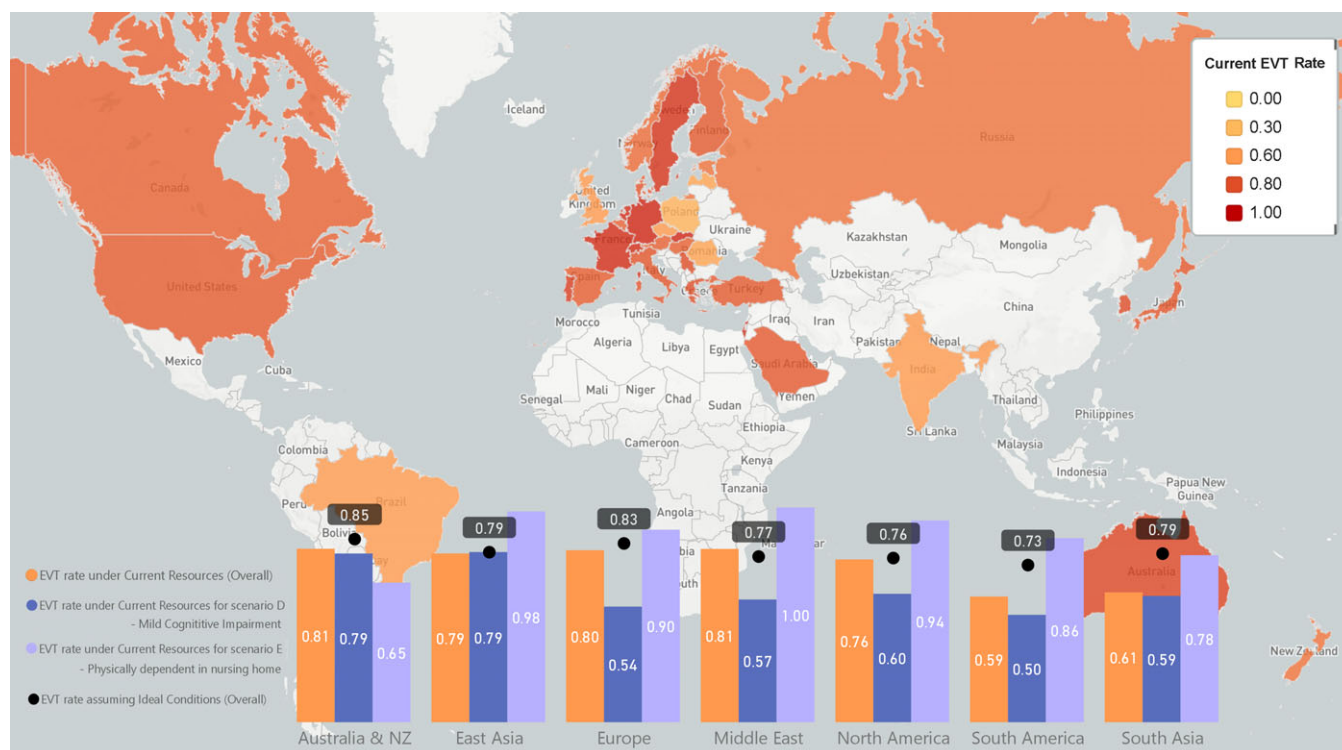 Current EVT Rate
0.00
0.30
0.60
0.80
1.00
Iceland
Sweden
Finland
Norway
Russia
Canada
United
Kingdom
Poland
Ukraine
France
Romania
Kazakhstan
Mongolia
United States
Spain
Italy
Greece
Turkey
Uzbekistan
China
Japan
Tunisia
Morocco
Iraq
Iran
Algeria
Libya
Egypt
Pakistan
Nepal
Mexico
Cuba
Saudi Arabia
India
Mali
Niger
Chad
Sudan
Yemen
Senegal
Thailand
Philippines
Ethiopia
Sri Lanka
Cameroon
Malaysia
Colombia
Kenya
Indonesia
Tanzania
Papua New
Guinea
Peru
Brazil
Angola
Bolivia
Australia
New Zealand
0.85
0.79
0.83
0.77
0.76
0.73
0.79
EVT rate under Current Resources (Overall)
EVT rate under Current Resources for scenario D
- Mild Cognitive Impairment
EVT rate under Current Resources for scenario E
- Physically dependent in nursing home
EVT rate assuming Ideal Conditions (Overall)
0.81 0.79 0.65
0.79 0.79 0.98
0.80 0.54 0.90
0.81 0.57 1.00
0.76 0.60 0.94
0.59 0.50 0.86
0.61 0.59 0.78
Australia & NZ
East Asia
Europe
Middle East
North America
South America
South Asia